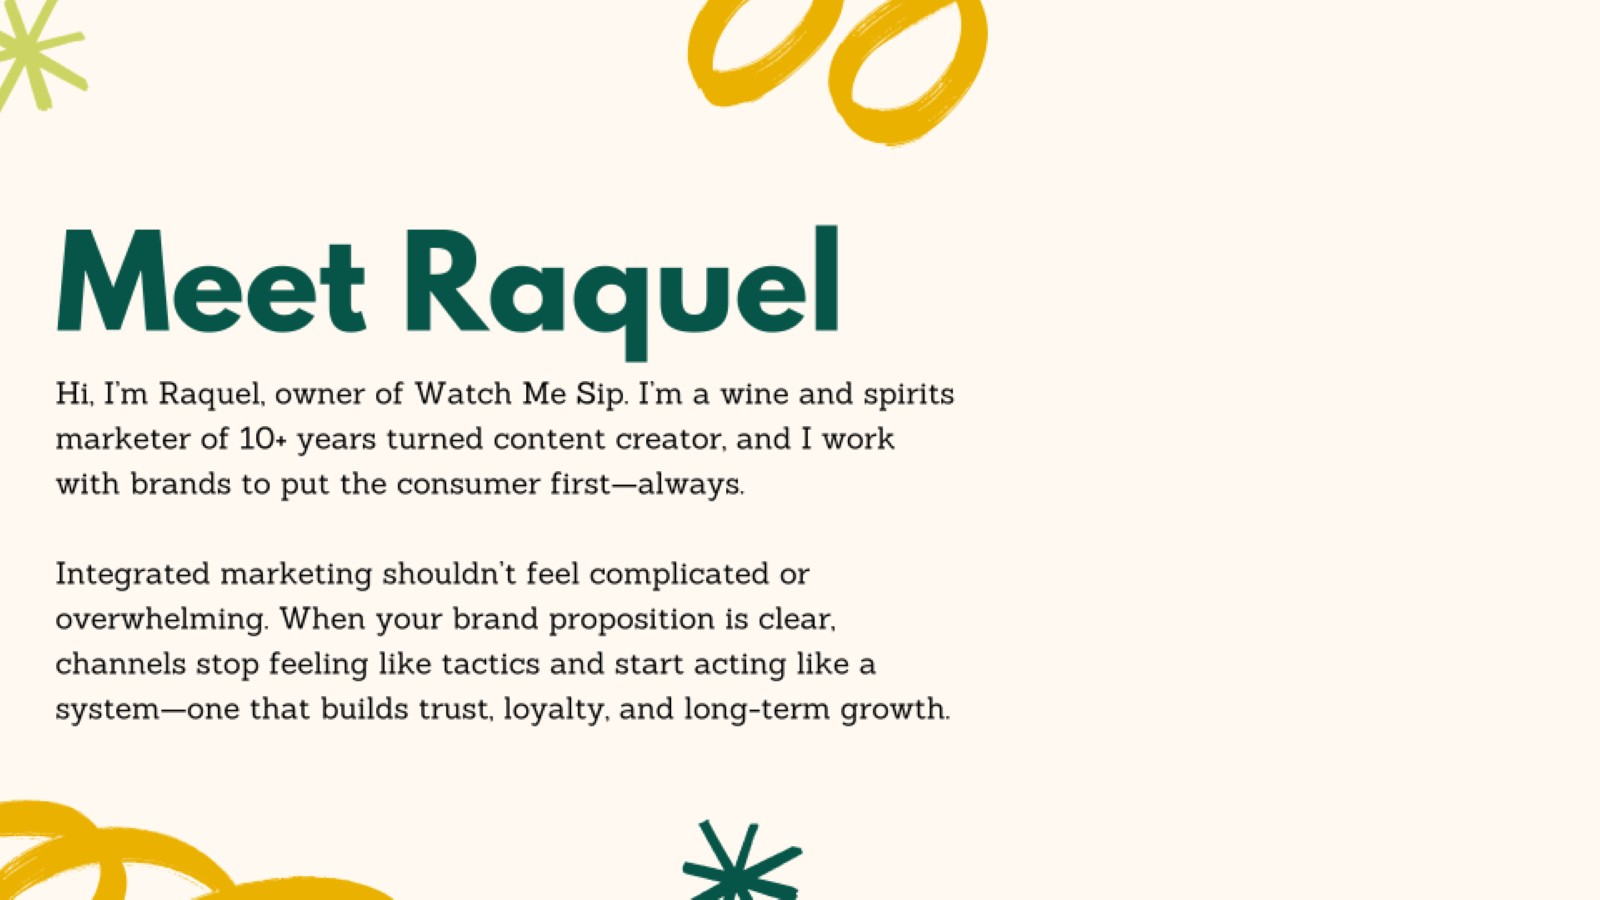 Meet Raquel
Hi, I’m Raquel, owner of Watch Me Sip. I’m a wine and spirits
marketer of 10+ years turned content creator, and I work
with brands to put the consumer first—always.
Integrated marketing shouldn’t feel complicated or
overwhelming. When your brand proposition is clear,
channels stop feeling like tactics and start acting like a
system—one that builds trust, loyalty, and long-term growth.